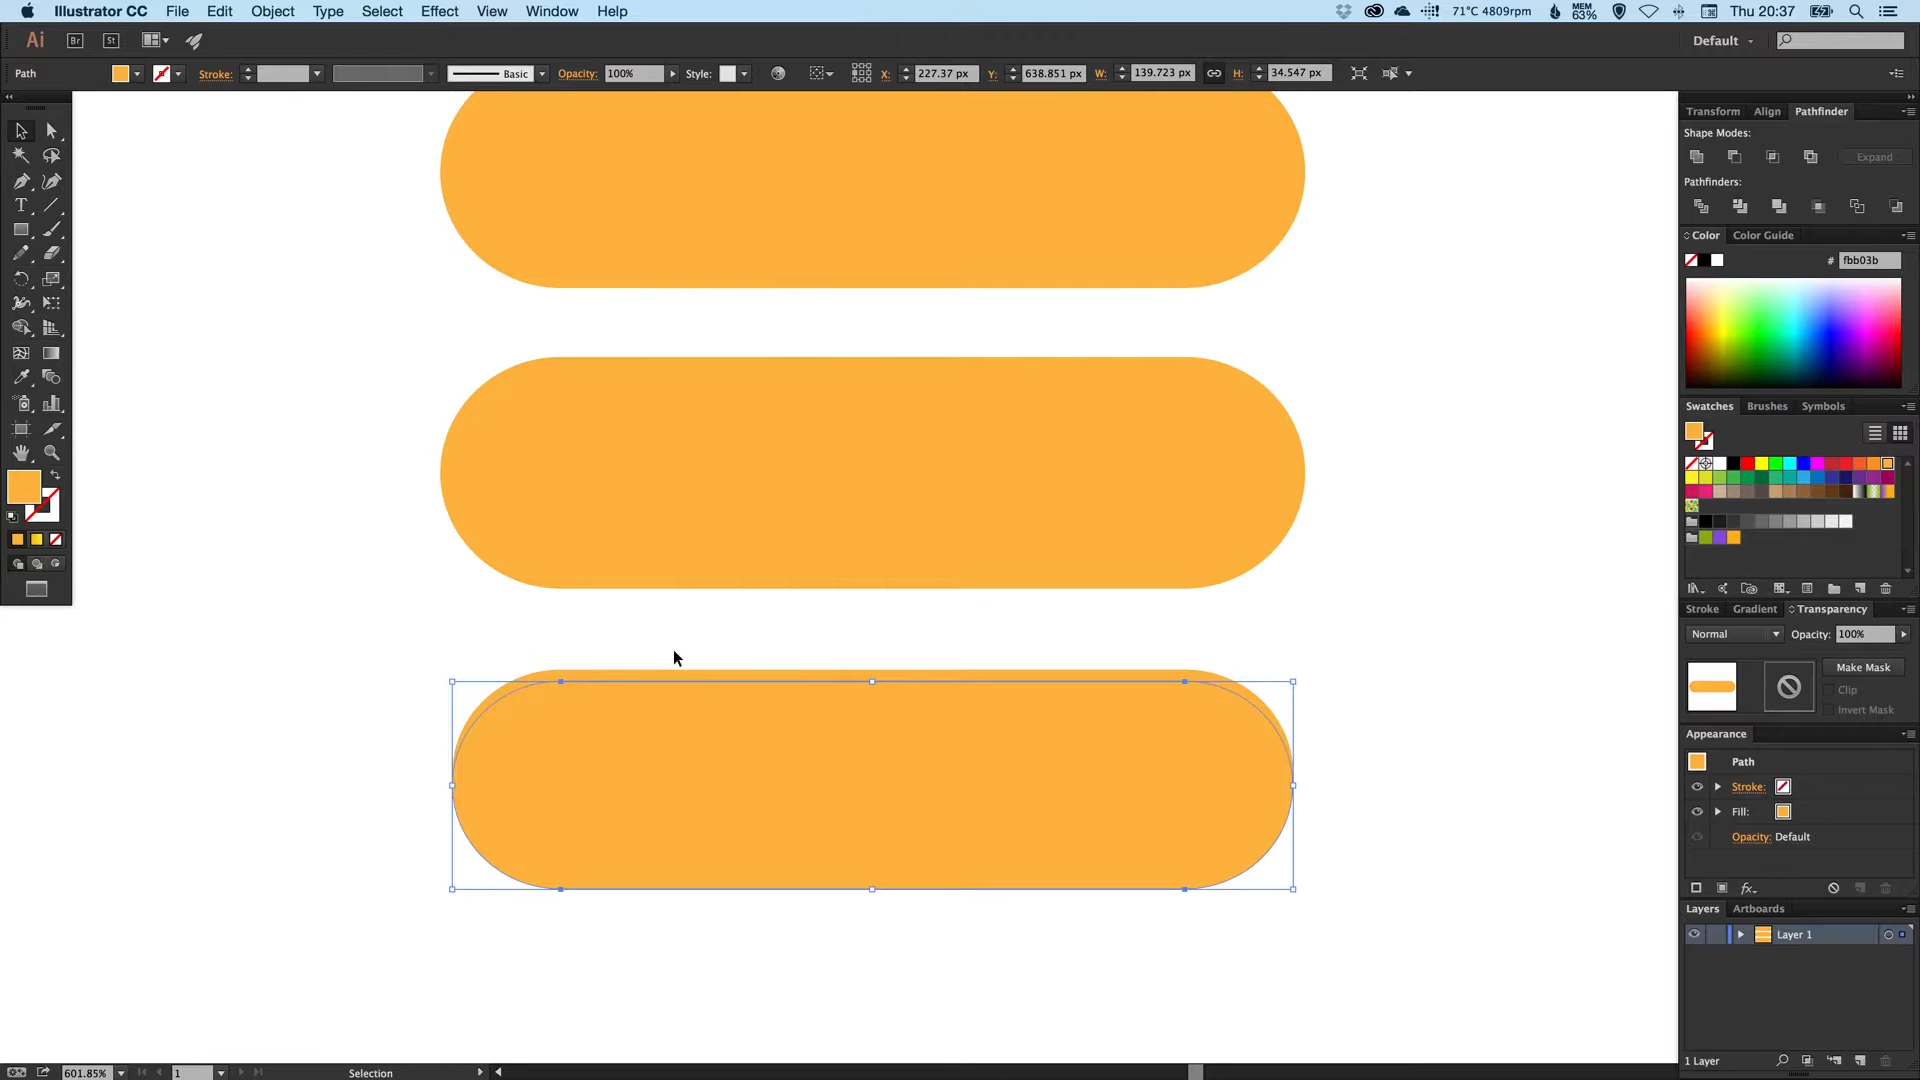 Illustrator CC File Edit Object Type Select Effect View Window Help 71°C 4809rpm MEM 63% Thu 20:37
Ai Br St Default
Path Stroke: Basic Opacity: 100% Style: X: 227.37 px Y: 638.851 px W: 139.723 px H: 34.547 px
Transform Align Pathfinder
Shape Modes:
Expand
Pathfinders:
Color Color Guide
# fbb03b
Swatches Brushes Symbols
Stroke Gradient Transparency
Normal Opacity: 100%
Make Mask
Clip
Invert Mask
Appearance
Path
Stroke:
Fill:
Opacity: Default
fx
Layers Artboards
Layer 1
1 Layer
601.85% 1 Selection